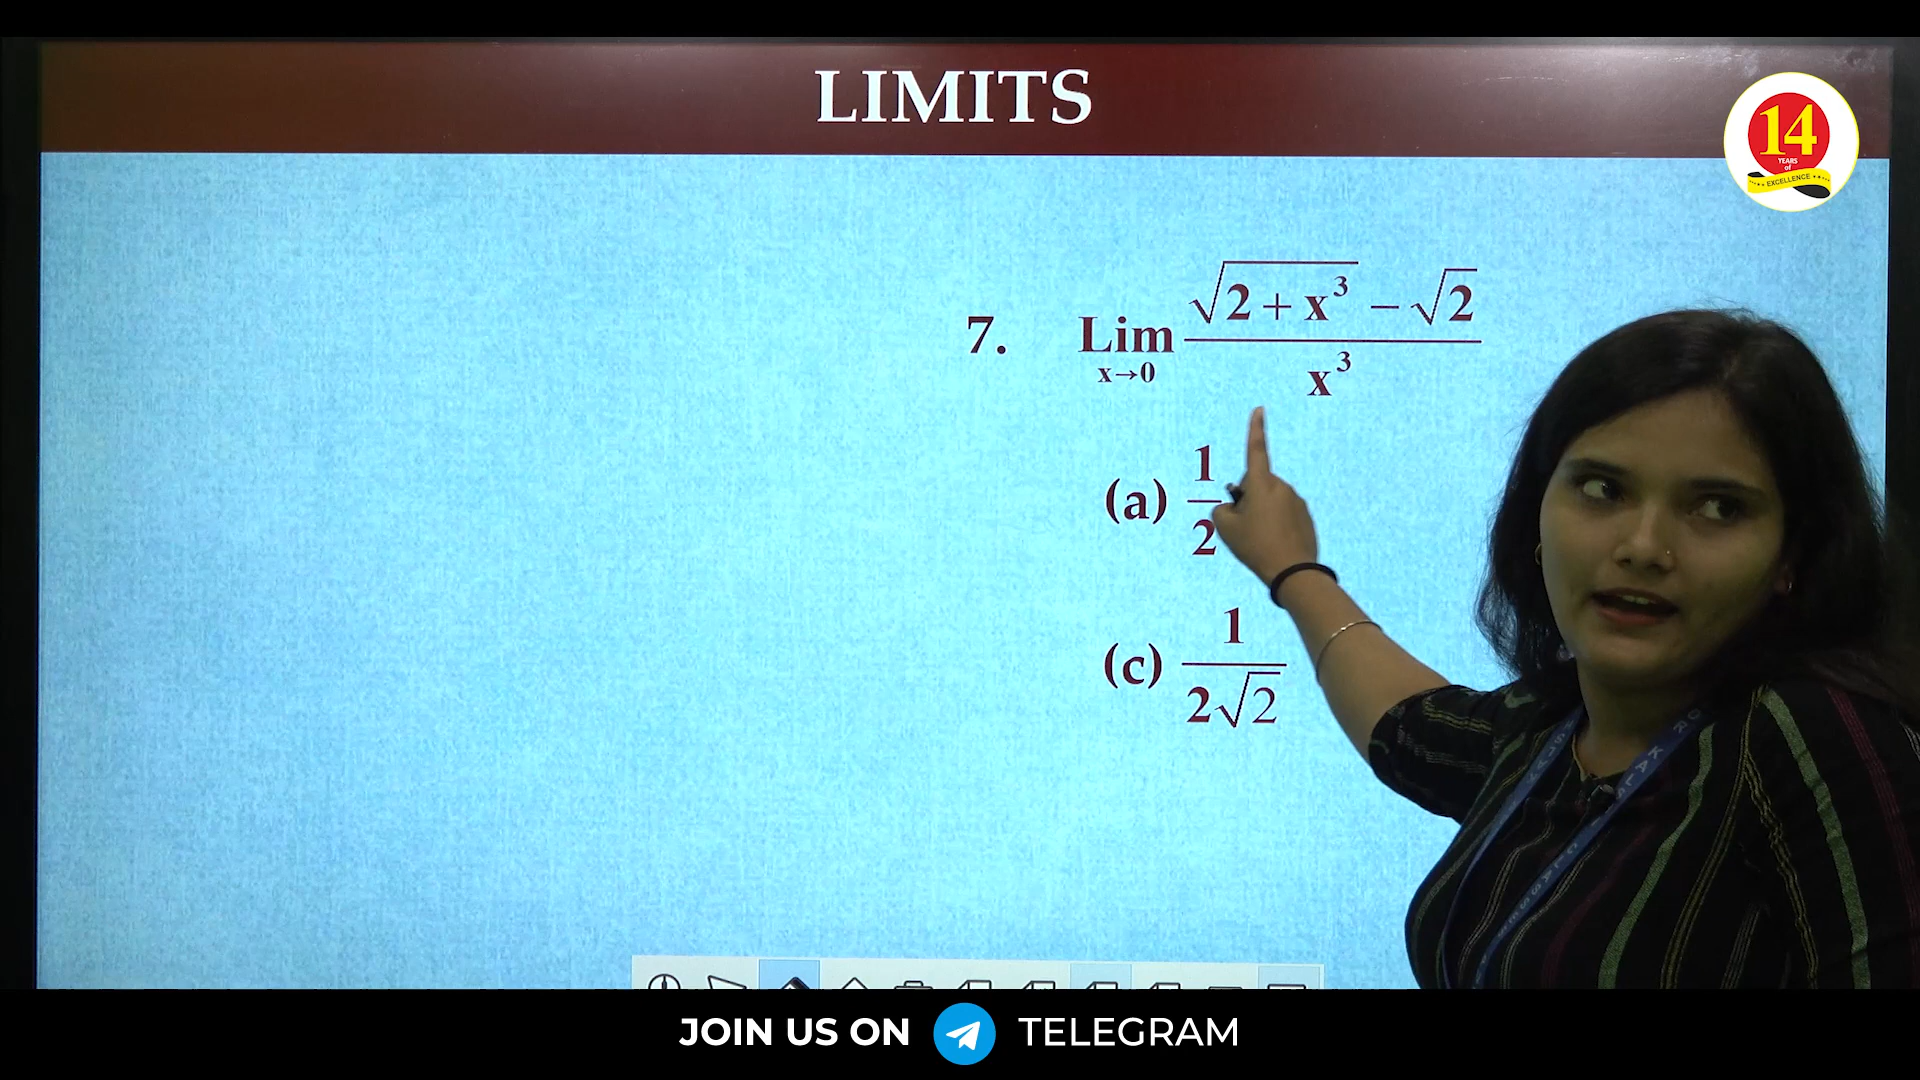 LIMITS
14
YEARS
of
EXCELLENCE
7. Lim x→0 (√(2 + x³) − √2) / x³
(a) 1/2
(c) 1/(2√2)
JOIN US ON TELEGRAM